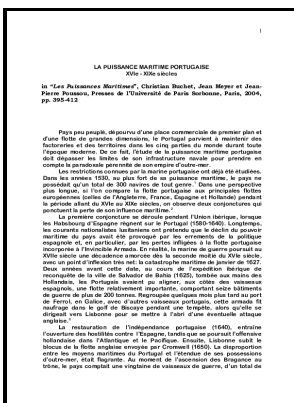 1
LA PUISSANCE MARITIME PORTUGAISE
XVIe - XIXe siècles
in "Les Puissances Maritimes", Christian Buchet, Jean Meyer et Jean-
Pierre Poussou, Presses de l'Université de Paris Sorbonne, Paris, 2004,
pp. 395-412
Pays peu peuplé, dépourvu d'une place commerciale de premier plan et
d'une flotte de grandes dimensions, le Portugal parvient à maintenir des
factoreries et des territoires dans les cinq parties du monde durant toute
l'époque moderne. De ce fait, l'étude de la puissance maritime portugaise
doit dépasser les limites de son infrastructure navale pour prendre en
compte la paradoxale pérennité de son empire d'outre-mer.
Les restrictions connues par la marine portugaise ont déjà été étudiées.
Dans les années 1530, au plus fort de sa puissance maritime, le pays ne
possédait qu'un total de 300 navires de tout genre. Dans une perspective
plus longue, si l'on compare la flotte portugaise aux principales flottes
européennes (celles de l'Angleterre, France, Espagne et Hollande) pendant
la période allant du XVIe au XIXe siècles, on observe deux conjonctures qui
ponctuent la perte de son influence maritime.
La première conjoncture se déroule pendant l'Union ibérique, lorsque
les Habsbourg d'Espagne règnent sur le Portugal (1580-1640). Longtemps,
les courants nationalistes lusitaniens ont prétendu que le déclin du pouvoir
maritime du pays avait été provoqué par les errements de la politique
espagnole et, en particulier, par les pertes infligées à la flotte portugaise
incorporée à l'Invincible Armada. En réalité, la marine œuvre poursuit au
XVIIe siècle une décadence amorcée dès la seconde moitié du XVIe siècle,
avec un point d'inflexion très net: la catastrophe maritime de janvier de 1627.
Deux années avant cette date, au cours de l'expédition ibérique de
reconquête de la ville de Salvador de Bahia (1625), tombée aux mains des
Hollandais, les Portugais avaient pu aligner, aux côtés des vaisseaux
espagnols, une flotte relativement importante, comportant seize bâtiments
de guerre de plus de 200 tonnes. Regroupée quelques mois plus tard au port
de Ferrol, en Galice, avec d'autres vaisseaux portugais, cette armada fit
naufrage dans le golf de Biscaye pendant une tempête, alors qu'elle se
dirigeait vers Lisbonne pour se mettre à l'abri d'une éventuelle attaque
anglaise.
La restauration de l'indépendance portugaise (1640), entraîne
l'ouverture des hostilités contre l'Espagne, tandis que se poursuit l'offensive
hollandaise dans l'Atlantique et le Pacifique. Ensuite, Lisbonne subit le
blocus de la flotte anglaise envoyée par Cromwell (1650). La disproportion
entre les moyens maritimes du Portugal et l'étendue de ses possessions
d'outre-mer, était flagrante. Au moment de l'ascension des Bragance au
trône, le pays comptait une vingtaine de vaisseaux de guerre, d'un total de